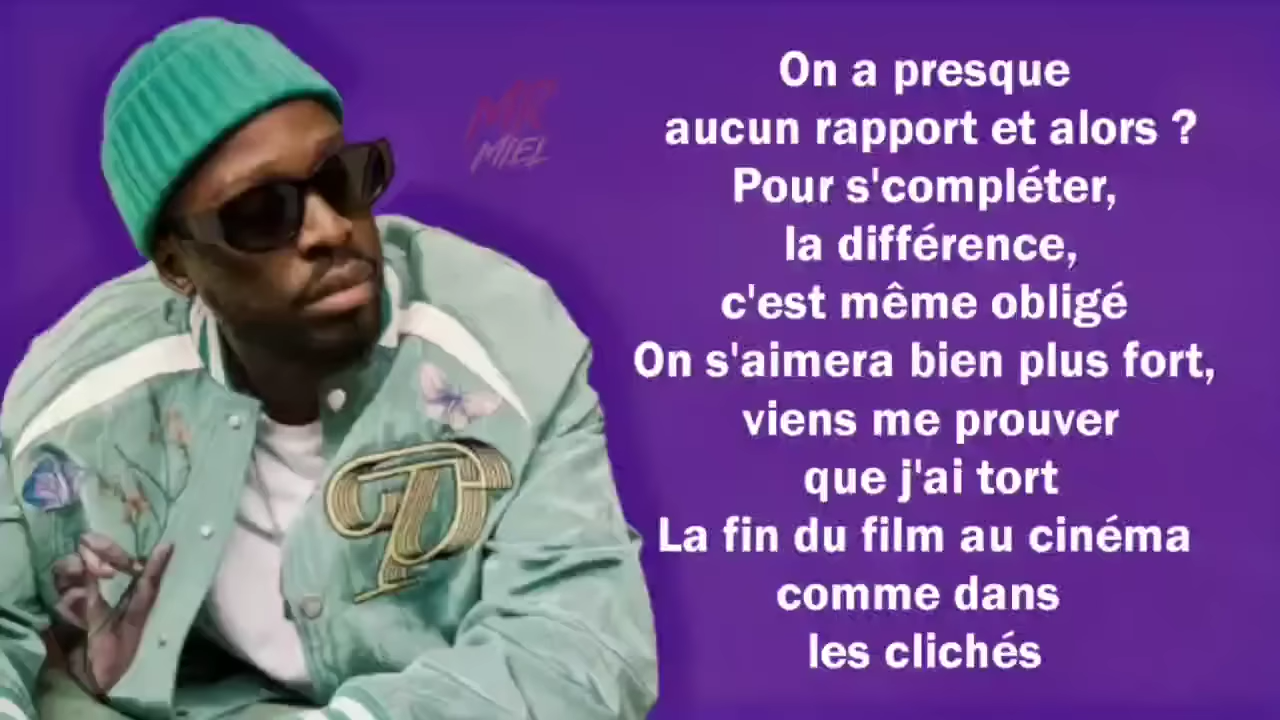 MR
MIEL
On a presque
aucun rapport et alors ?
Pour s'compléter,
la différence,
c'est même obligé
On s'aimera bien plus fort,
viens me prouver
que j'ai tort
La fin du film au cinéma
comme dans
les clichés